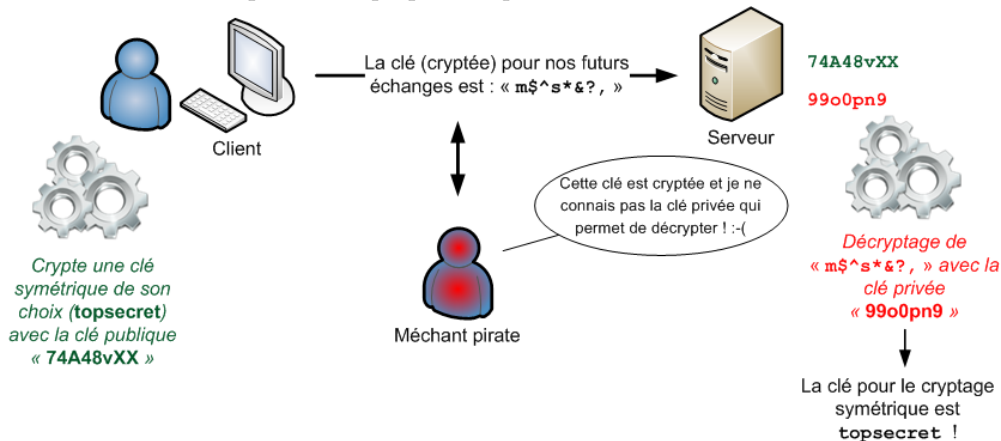 La clé (cryptée) pour nos futurs
échanges est : « m$^s*&?, »
74A48vXX
99o0pn9
Client
Serveur
Cette clé est cryptée et je ne
connais pas la clé privée qui
permet de décrypter ! :-(
Méchant pirate
Crypte une clé
symétrique de son
choix (topsecret)
avec la clé publique
« 74A48vXX »
Décryptage de
« m$^s*&?, » avec la
clé privée
« 99o0pn9 »
La clé pour le cryptage
symétrique est
topsecret !